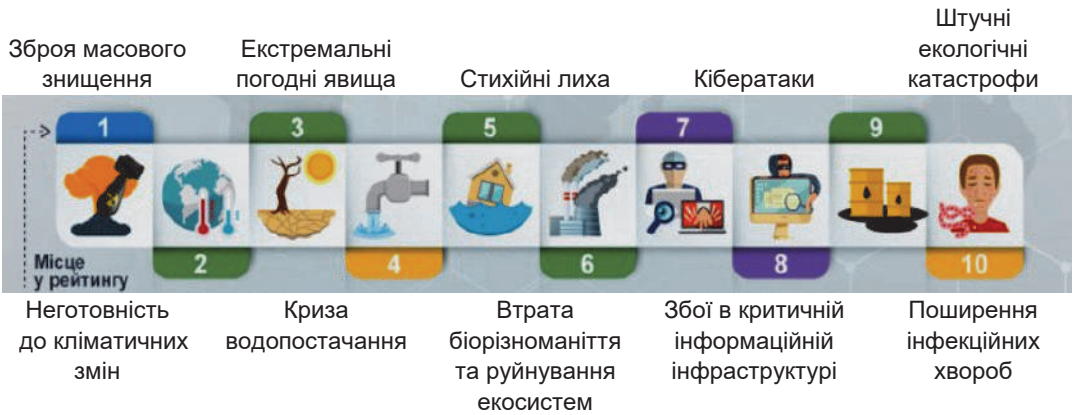 Зброя масового
знищення
Екстремальні
погодні явища
Стихійні лиха
Кібератаки
Штучні
екологічні
катастрофи
1
3
5
7
9
Місце
у рейтингу
2
4
6
8
10
Неготовність
до кліматичних
змін
Криза
водопостачання
Втрата
біорізноманіття
та руйнування
екосистем
Збої в критичній
інформаційній
інфраструктурі
Поширення
інфекційних
хвороб